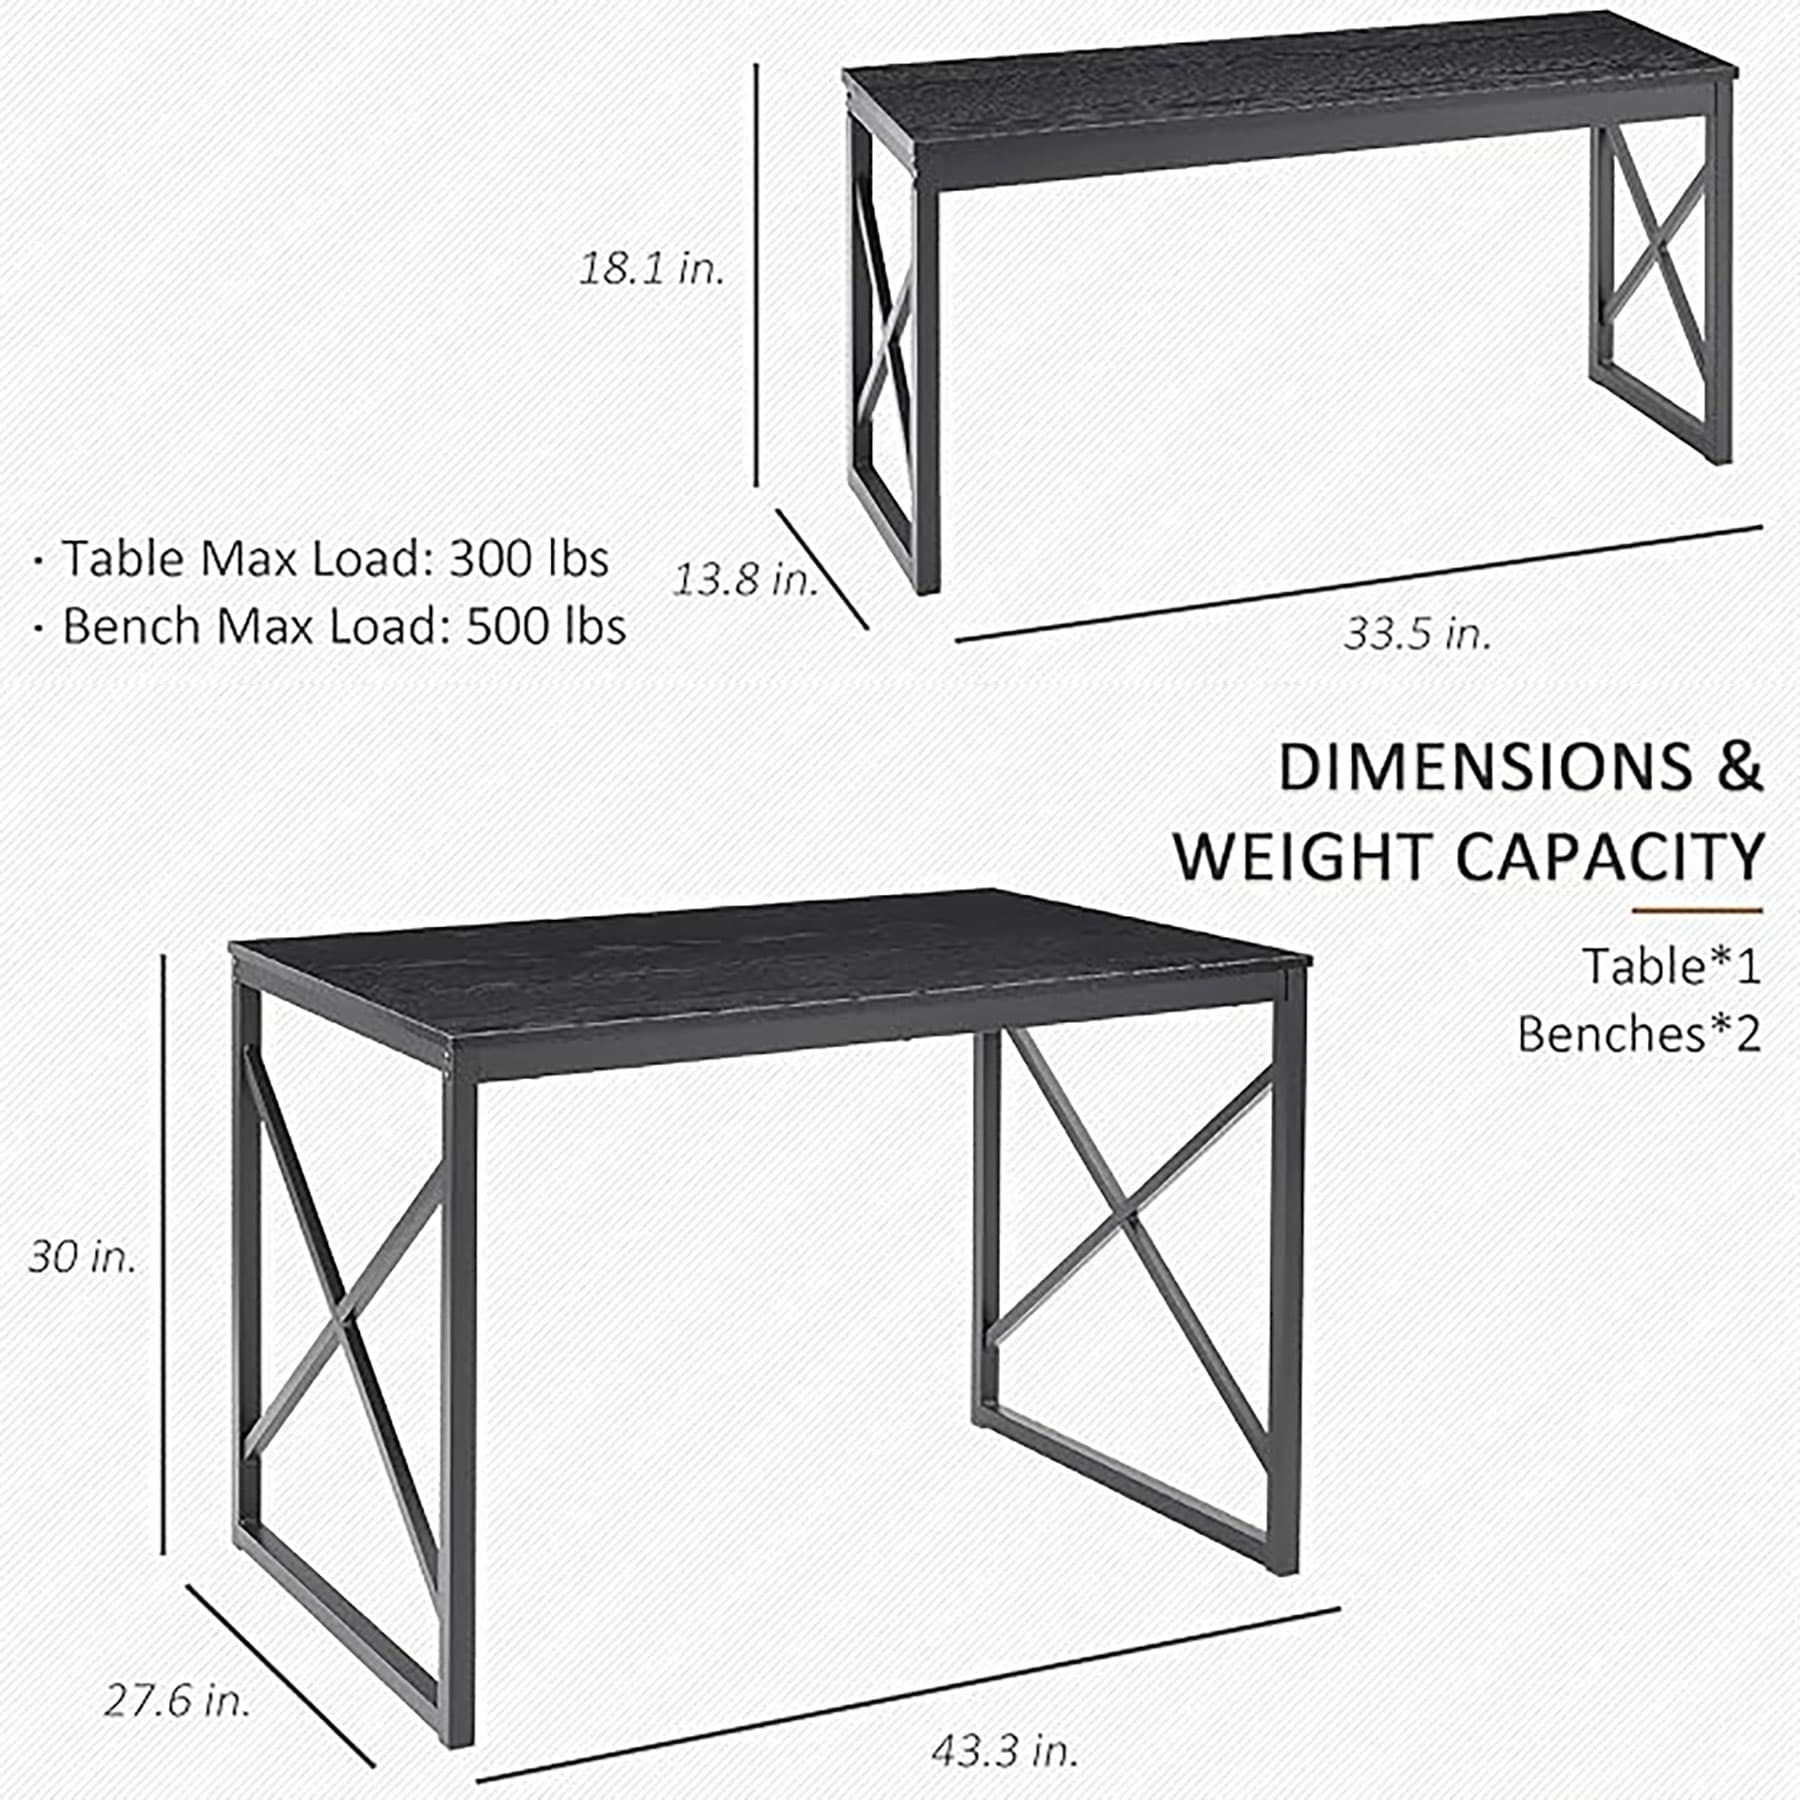 18.1 in.
· Table Max Load: 300 lbs
· Bench Max Load: 500 lbs
13.8 in.
33.5 in.
DIMENSIONS &
WEIGHT CAPACITY
Table*1
Benches*2
30 in.
27.6 in.
43.3 in.